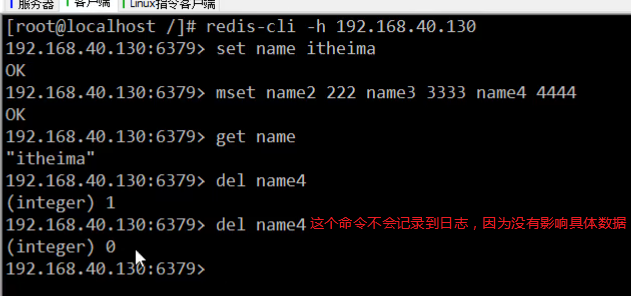 服务器 客户端 Linux指令客户端
[root@localhost /]# redis-cli -h 192.168.40.130
192.168.40.130:6379> set name itheima
OK
192.168.40.130:6379> mset name2 222 name3 3333 name4 4444
OK
192.168.40.130:6379> get name
"itheima"
192.168.40.130:6379> del name4
(integer) 1
192.168.40.130:6379> del name4 这个命令不会记录到日志，因为没有影响具体数据
(integer) 0
192.168.40.130:6379>